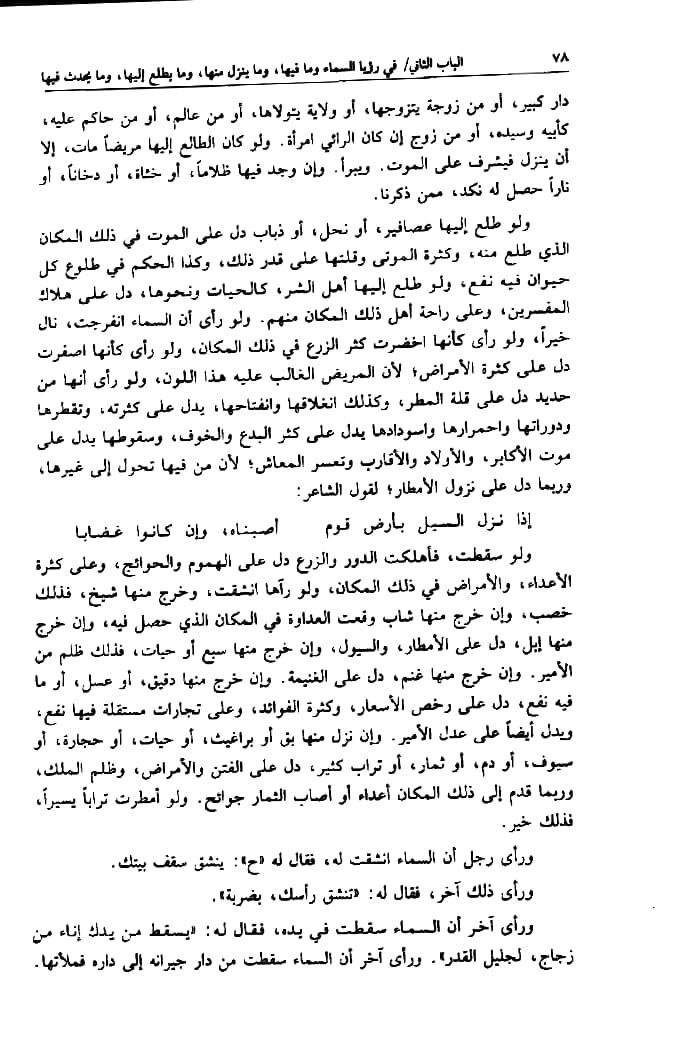 ٧٨ الباب الثاني/ في رؤيا السماء وما فيها، وما ينزل منها، وما يطلع إليها، وما يحدث فيها
دار كبير، أو من زوجة يتزوجها، أو ولاية يتولاها، أو من عالم، أو من حاكم عليه،
كأبيه وسيده، أو من زوج إن كان الرائي امرأة. ولو كان الطالع إليها مريضاً مات، إلا
أن ينزل فيشرف على الموت. ويبرأ. وإن وجد فيها ظلاماً، أو خثاة، أو دخاناً، أو
ناراً حصل له نكد، ممن ذكرنا.
ولو طلع إليها عصافير، أو نحل، أو ذباب دل على الموت في ذلك المكان
الذي طلع منه، وكثرة الموتى وقلتها على قدر ذلك، وكذا الحكم في طلوع كل
حيوان فيه نفع، ولو طلع إليها أهل الشر، كالحيات ونحوها، دل على هلاك
المفسرين، وعلى راحة أهل ذلك المكان منهم. ولو رأى أن السماء انفرجت، نال
خيراً، ولو رأى كأنها اخضرت كثر الزرع في ذلك المكان، ولو رأى كأنها اصفرت
دل على كثرة الأمراض؛ لأن المريض الغالب عليه هذا اللون، ولو رأى أنها من
حديد دل على قلة المطر، وكذلك انغلاقها وانفتاحها، يدل على كثرته، وتقطرها
ودوراتها واحمرارها واسودادها يدل على كثر البدع والخوف، وسقوطها يدل على
موت الأكابر، والأولاد والأقارب وتعسر المعاش؛ لأن من فيها تحول إلى غيرها،
وربما دل على نزول الأمطار؛ لقول الشاعر:
إذا نزل السيل بأرض قوم أصبناه، وإن كانوا غضابا
ولو سقطت، فأهلكت الدور والزرع دل على الهموم والحوائج، وعلى كثرة
الأعداء، والأمراض في ذلك المكان، ولو رآها انشقت، وخرج منها شيخ، فذلك
خصب، وإن خرج منها شاب وقعت العداوة في المكان الذي حصل فيه، وإن خرج
منها إبل، دل على الأمطار، والسيول، وإن خرج منها سبع أو حيات، فذلك ظلم من
الأمير. وإن خرج منها غنم، دل على الغنيمة. وإن خرج منها دقيق، أو عسل، أو ما
فيه نفع، دل على رخص الأسعار، وكثرة الفوائد، وعلى تجارات مستقلة فيها نفع،
ويدل أيضاً على عدل الأمير. وإن نزل منها بق أو براغيث، أو حيات، أو حجارة، أو
سيوف، أو دم، أو ثمار، أو تراب كثير، دل على الفتن والأمراض، وظلم الملك،
وربما قدم إلى ذلك المكان أعداء أو أصاب الثمار جوائح. ولو أمطرت تراباً يسيراً،
فذلك خير.
ورأى رجل أن السماء انشقت له، فقال له «ح»: ينشق سقف بيتك.
ورأى ذلك آخر، فقال له: «تنشق رأسك، بضربة».
ورأى آخر أن السماء سقطت في يده، فقال له: «يسقط من يدك إناء من
زجاج، لجليل القدر». ورأى آخر أن السماء سقطت من دار جيرانه إلى داره فملأتها.